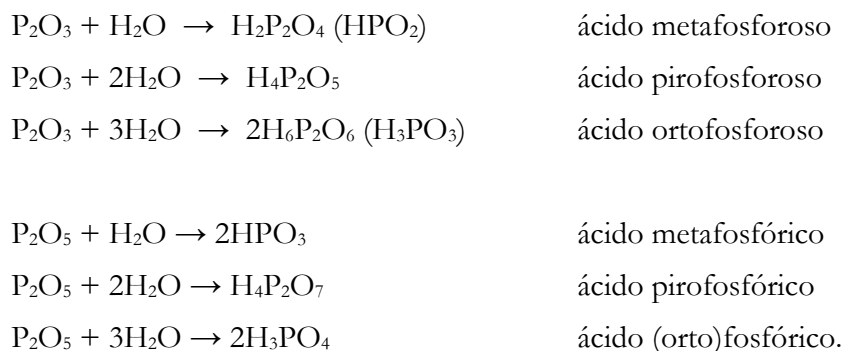 P₂O₃ + H₂O → H₂P₂O₄ (HPO₂) ácido metafosforoso
P₂O₃ + 2H₂O → H₄P₂O₅ ácido pirofosforoso
P₂O₃ + 3H₂O → 2H₆P₂O₆ (H₃PO₃) ácido ortofosforoso
P₂O₅ + H₂O → 2HPO₃ ácido metafosfórico
P₂O₅ + 2H₂O → H₄P₂O₇ ácido pirofosfórico
P₂O₅ + 3H₂O → 2H₃PO₄ ácido (orto)fosfórico.